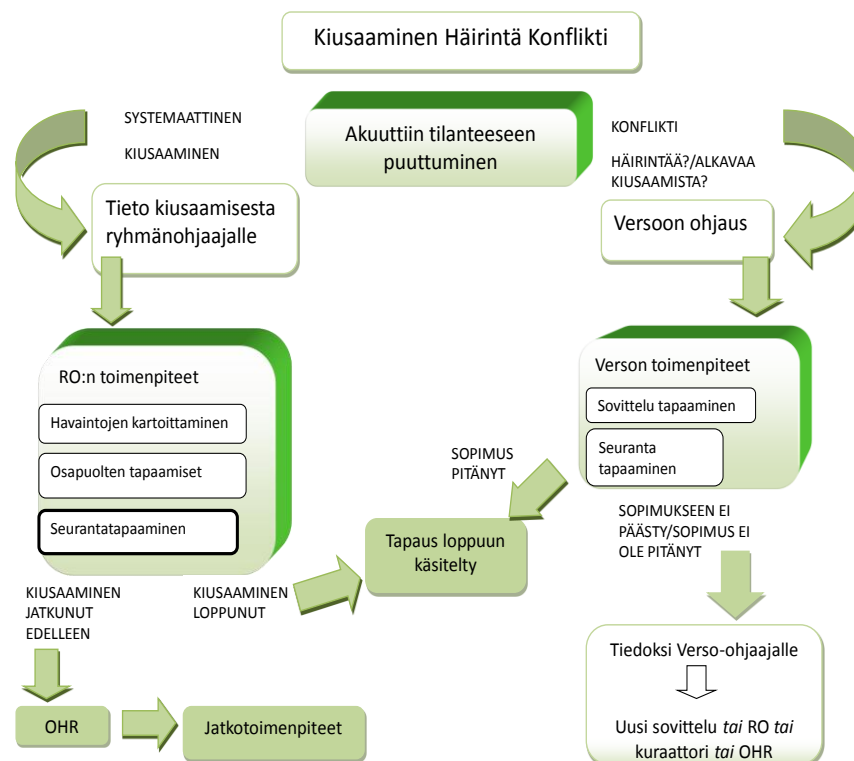 Kiusaaminen Häirintä Konflikti
SYSTEMAATTINEN
KIUSAAMINEN
Akuuttiin tilanteeseen
puuttuminen
KONFLIKTI
HÄIRINTÄÄ?/ALKAVAA
KIUSAAMISTA?
Tieto kiusaamisesta
ryhmänohjaajalle
Versoon ohjaus
RO:n toimenpiteet
Havaintojen kartoittaminen
Osapuolten tapaamiset
Seurantatapaaminen
Verson toimenpiteet
Sovittelu tapaaminen
Seuranta
tapaaminen
SOPIMUS
PITÄNYT
SOPIMUKSEEN EI
PÄÄSTY/SOPIMUS EI
OLE PITÄNYT
Tapaus loppuun
käsitelty
KIUSAAMINEN
JATKUNUT
EDELLEEN
KIUSAAMINEN
LOPPUNUT
OHR
Jatkotoimenpiteet
Tiedoksi Verso-ohjaajalle
Uusi sovittelu tai RO tai
kuraattori tai OHR